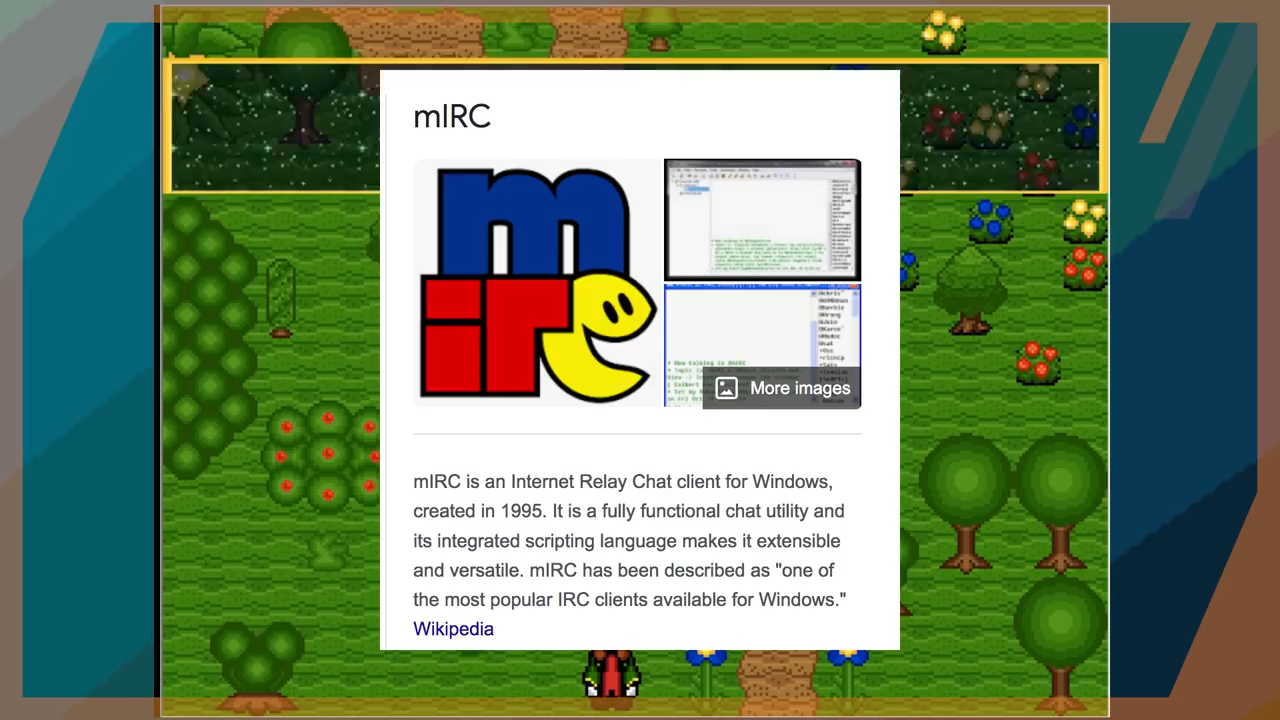 mIRC
mIRC
More images
mIRC is an Internet Relay Chat client for Windows,
created in 1995. It is a fully functional chat utility and
its integrated scripting language makes it extensible
and versatile. mIRC has been described as "one of
the most popular IRC clients available for Windows."
Wikipedia